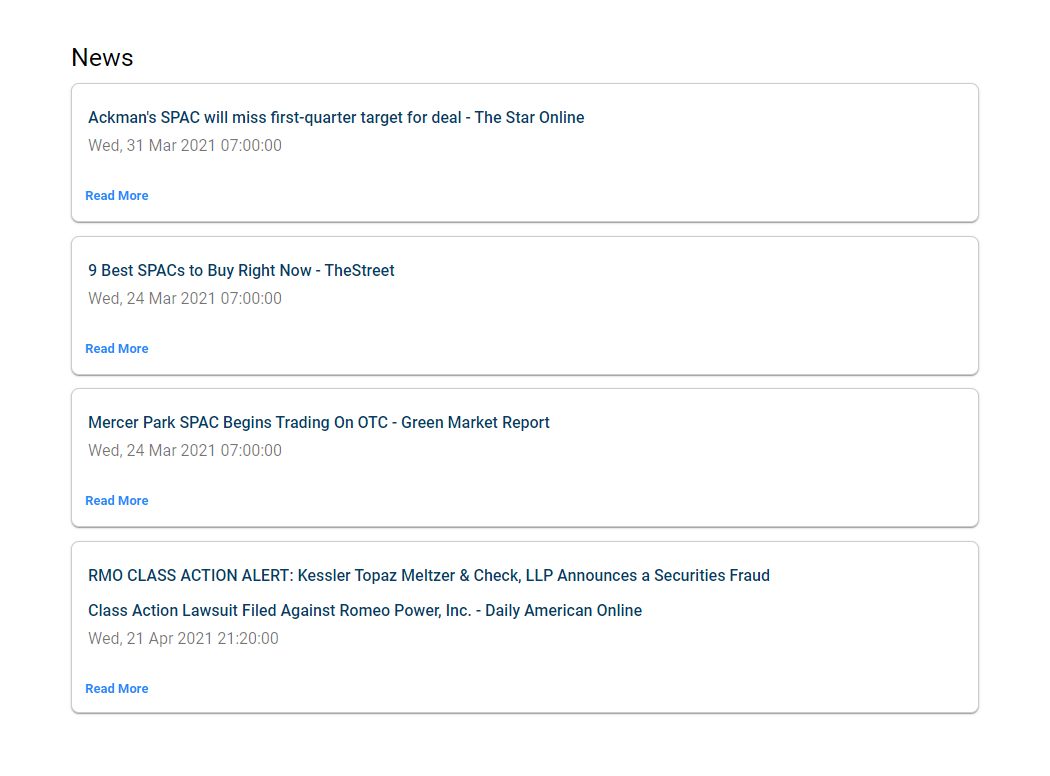 News
Ackman's SPAC will miss first-quarter target for deal - The Star Online
Wed, 31 Mar 2021 07:00:00
Read More
9 Best SPACs to Buy Right Now - TheStreet
Wed, 24 Mar 2021 07:00:00
Read More
Mercer Park SPAC Begins Trading On OTC - Green Market Report
Wed, 24 Mar 2021 07:00:00
Read More
RMO CLASS ACTION ALERT: Kessler Topaz Meltzer & Check, LLP Announces a Securities Fraud
Class Action Lawsuit Filed Against Romeo Power, Inc. - Daily American Online
Wed, 21 Apr 2021 21:20:00
Read More